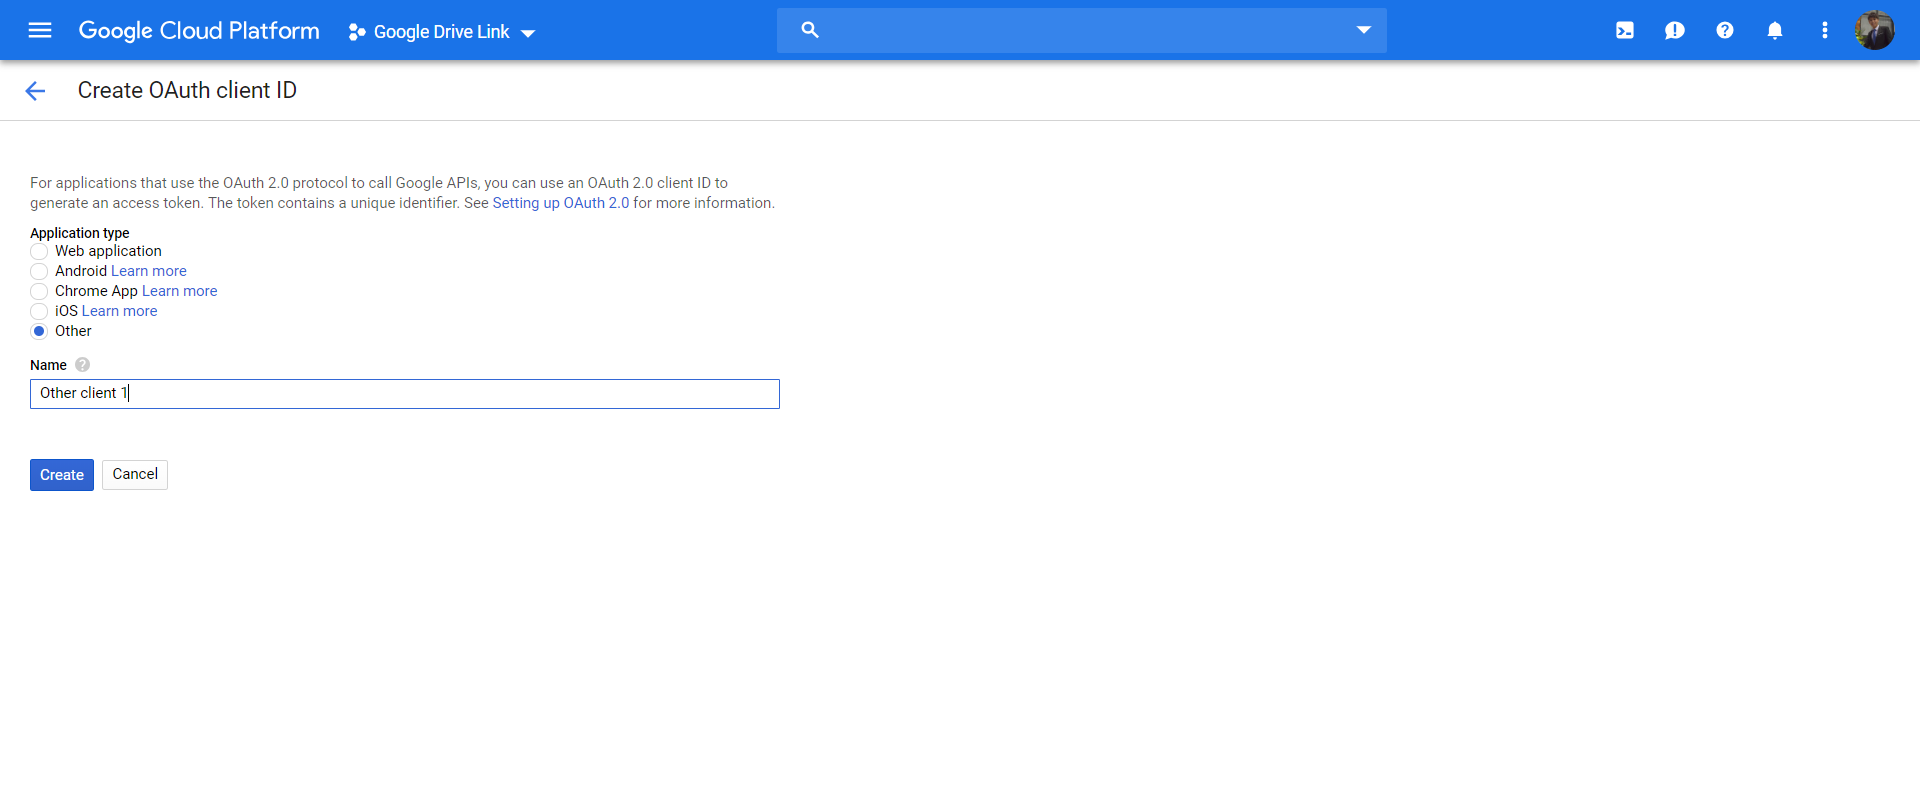 Google Cloud Platform Google Drive Link
Create OAuth client ID
For applications that use the OAuth 2.0 protocol to call Google APIs, you can use an OAuth 2.0 client ID to
generate an access token. The token contains a unique identifier. See Setting up OAuth 2.0 for more information.
Application type
Web application
Android Learn more
Chrome App Learn more
iOS Learn more
Other
Name ?
Other client 1
Create Cancel